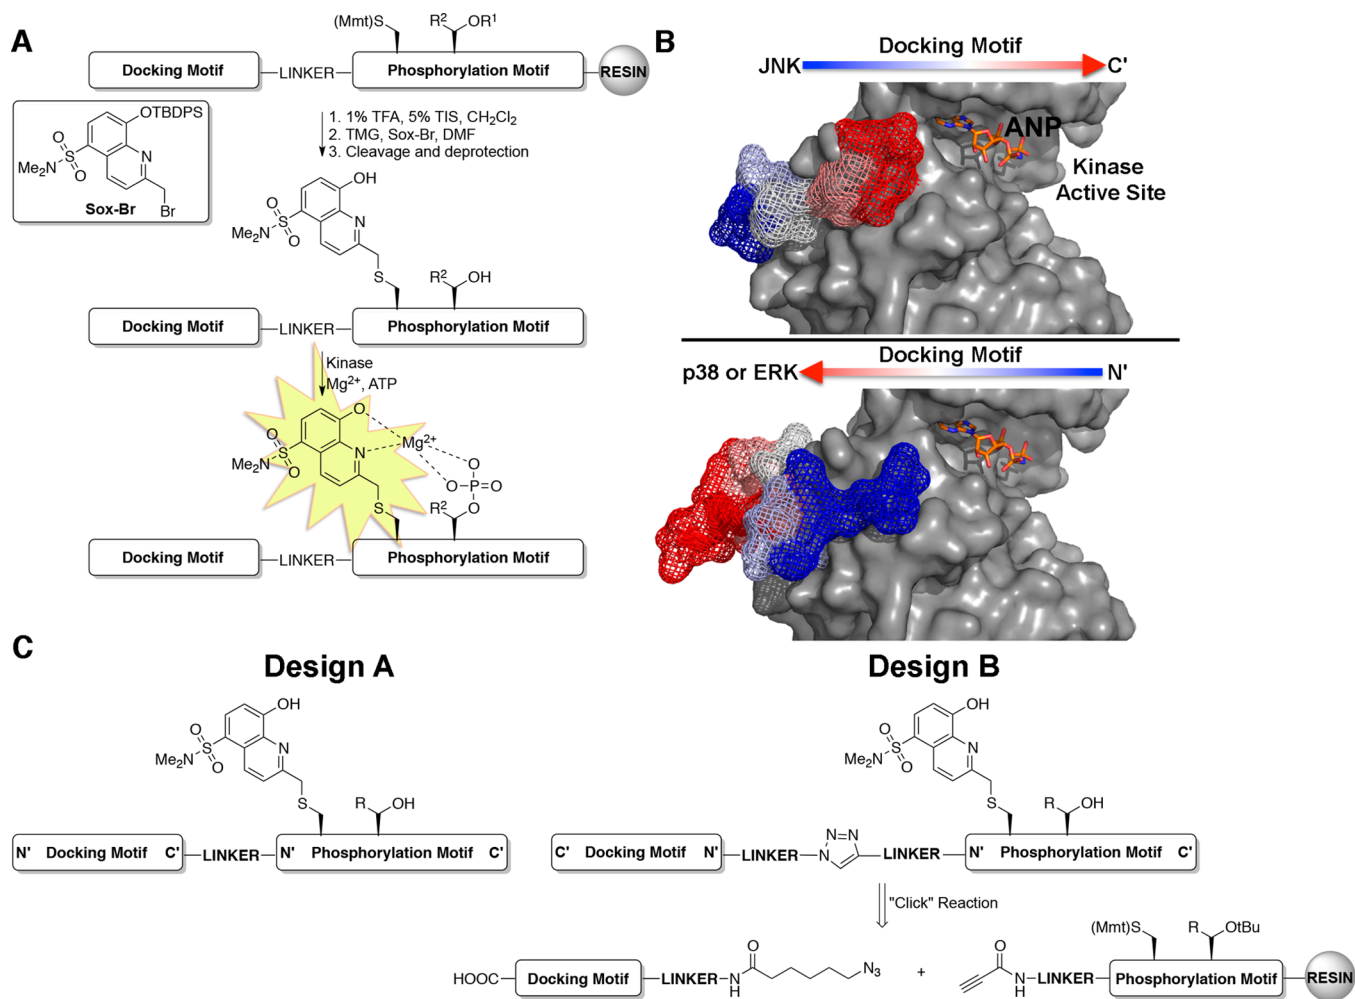 A
(Mmt)S
R²
OR¹
Docking Motif
LINKER
Phosphorylation Motif
RESIN
OTBDPS
O
S
O
Me₂N
N
Br
Sox-Br
1. 1% TFA, 5% TIS, CH₂Cl₂
2. TMG, Sox-Br, DMF
3. Cleavage and deprotection
OH
O
S
O
Me₂N
N
S
R²
OH
Docking Motif
LINKER
Phosphorylation Motif
Kinase
Mg²⁺, ATP
O
Mg²⁺
O
S
O
Me₂N
N
O
O
P
O
O
S
R²
Docking Motif
LINKER
Phosphorylation Motif
B
Docking Motif
JNK
C'
ANP
Kinase
Active Site
Docking Motif
p38 or ERK
N'
C
Design A
OH
O
S
O
Me₂N
N
S
R
OH
N' Docking Motif C'
LINKER
N' Phosphorylation Motif C'
Design B
OH
O
S
O
Me₂N
N
S
R
OH
C' Docking Motif N'
LINKER
N=N
N
LINKER
N' Phosphorylation Motif C'
"Click" Reaction
HOOC
Docking Motif
LINKER
N
H
O
N₃
+
O
N
H
LINKER
(Mmt)S
R
OtBu
Phosphorylation Motif
RESIN